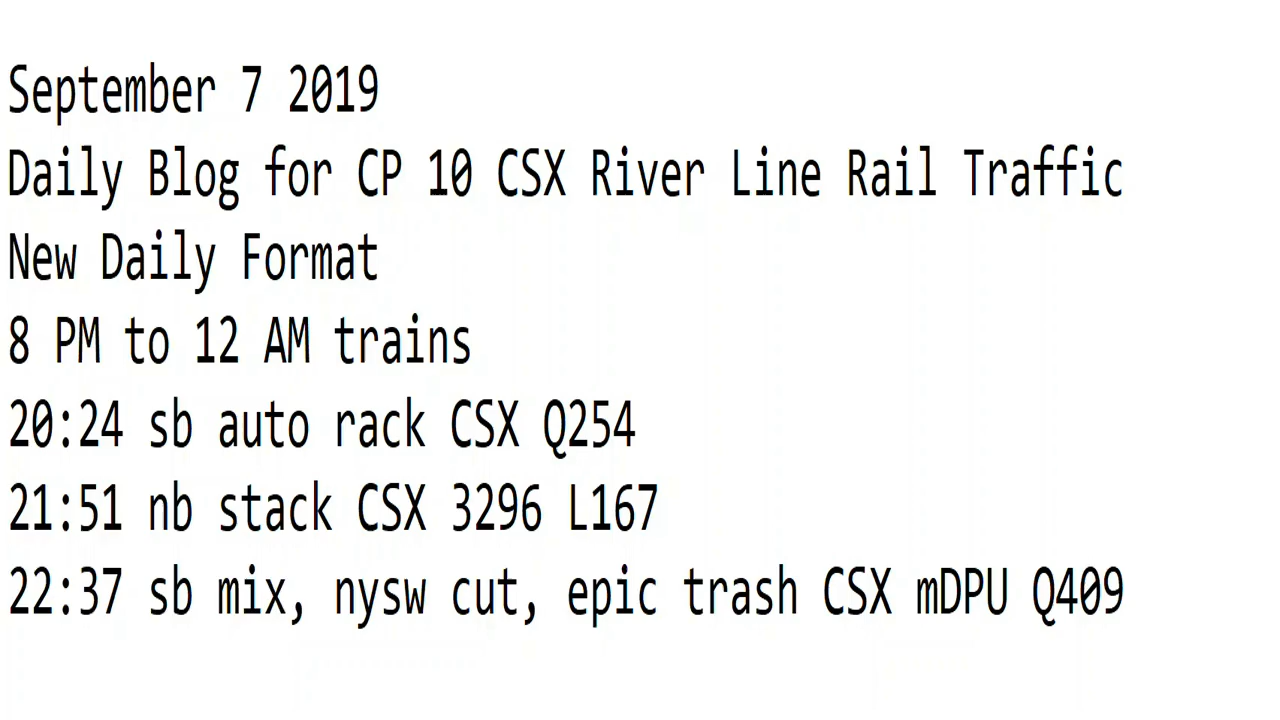 September 7 2019
Daily Blog for CP 10 CSX River Line Rail Traffic
New Daily Format
8 PM to 12 AM trains
20:24 sb auto rack CSX Q254
21:51 nb stack CSX 3296 L167
22:37 sb mix, nysw cut, epic trash CSX mDPU Q409